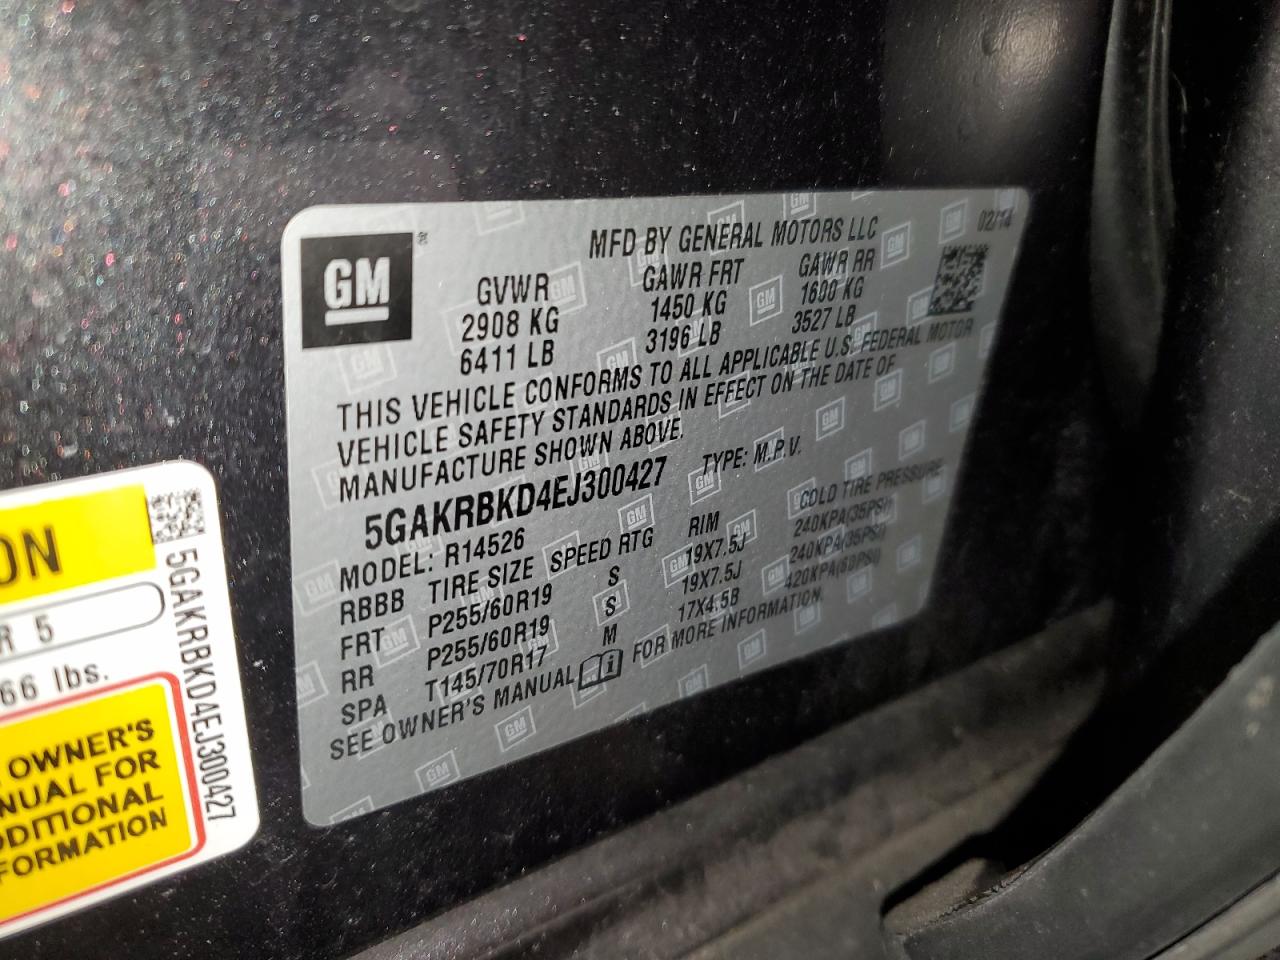 GM
MFD BY GENERAL MOTORS LLC 02/14
GVWR GAWR FRT GAWR RR
2908 KG 1450 KG 1600 KG
6411 LB 3196 LB 3527 LB
THIS VEHICLE CONFORMS TO ALL APPLICABLE U.S. FEDERAL MOTOR
VEHICLE SAFETY STANDARDS IN EFFECT ON THE DATE OF
MANUFACTURE SHOWN ABOVE.
5GAKRBKD4EJ300427 TYPE: M.P.V.
MODEL: R14526
RBBB TIRE SIZE SPEED RTG RIM COLD TIRE PRESSURE
FRT P255/60R19 S 19X7.5J 240KPA(35PSI)
RR P255/60R19 S 19X7.5J 240KPA(35PSI)
SPA T145/70R17 M 17X4.5B 420KPA(60PSI)
SEE OWNER'S MANUAL FOR MORE INFORMATION.
ON
R 5
66 lbs.
OWNER'S
NUAL FOR
DDITIONAL
FORMATION
5GAKRBKD4EJ300427